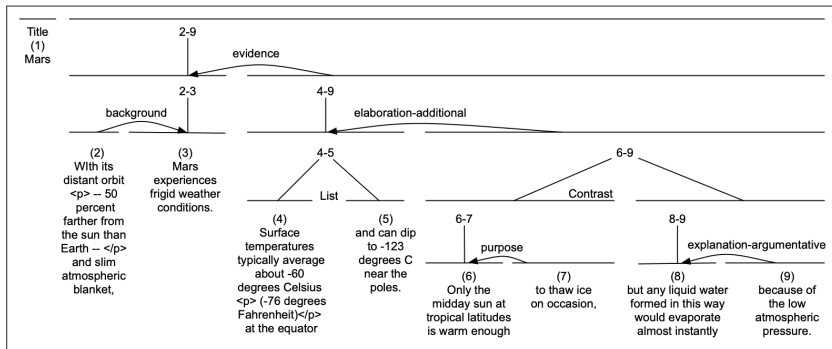 Title
(1)
Mars
2-9
evidence
2-3
4-9
background
elaboration-additional
(2)
WIth its
distant orbit
<p> -- 50
percent
farther from
the sun than
Earth -- </p>
and slim
atmospheric
blanket,
(3)
Mars
experiences
frigid weather
conditions.
4-5
List
6-9
Contrast
(4)
Surface
temperatures
typically average
about -60
degrees Celsius
<p> (-76 degrees
Fahrenheit)</p>
at the equator
(5)
and can dip
to -123
degrees C
near the
poles.
6-7
purpose
8-9
explanation-argumentative
(6)
Only the
midday sun at
tropical latitudes
is warm enough
(7)
to thaw ice
on occasion,
(8)
but any liquid water
formed in this way
would evaporate
almost instantly
(9)
because of
the low
atmospheric
pressure.